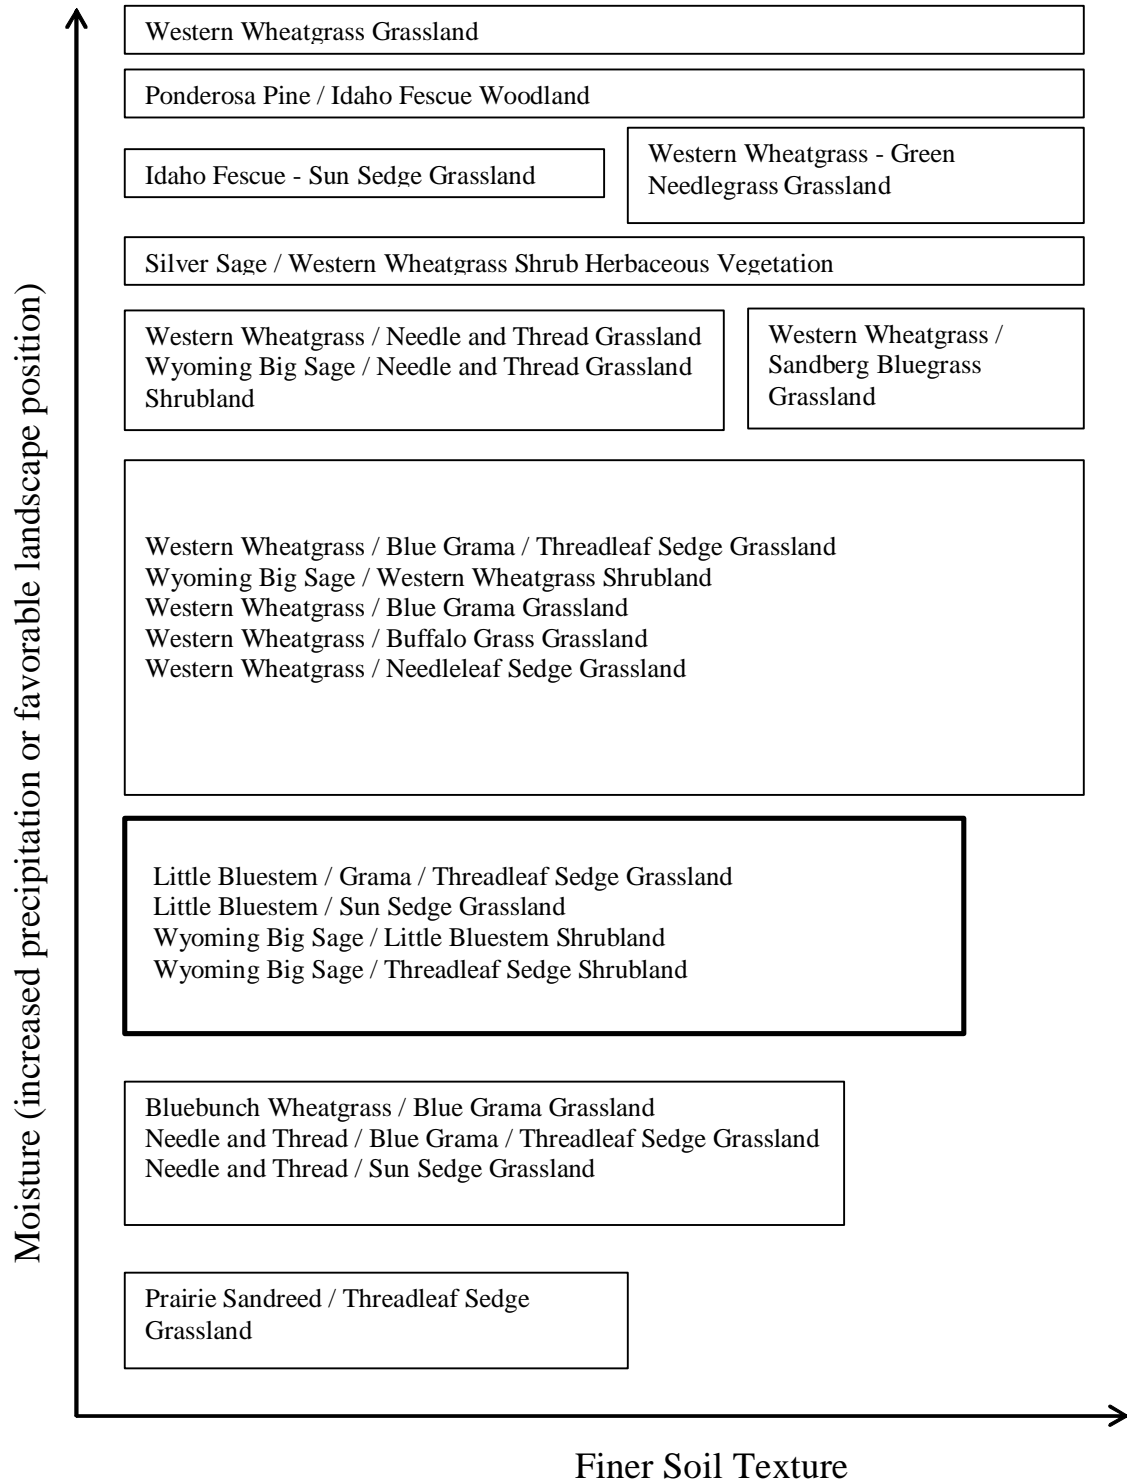 Western Wheatgrass Grassland
Ponderosa Pine / Idaho Fescue Woodland
Idaho Fescue - Sun Sedge Grassland
Western Wheatgrass - Green
Needlegrass Grassland
Silver Sage / Western Wheatgrass Shrub Herbaceous Vegetation
Western Wheatgrass / Needle and Thread Grassland
Wyoming Big Sage / Needle and Thread Grassland
Shrubland
Western Wheatgrass /
Sandberg Bluegrass
Grassland
Western Wheatgrass / Blue Grama / Threadleaf Sedge Grassland
Wyoming Big Sage / Western Wheatgrass Shrubland
Western Wheatgrass / Blue Grama Grassland
Western Wheatgrass / Buffalo Grass Grassland
Western Wheatgrass / Needleleaf Sedge Grassland
Little Bluestem / Grama / Threadleaf Sedge Grassland
Little Bluestem / Sun Sedge Grassland
Wyoming Big Sage / Little Bluestem Shrubland
Wyoming Big Sage / Threadleaf Sedge Shrubland
Bluebunch Wheatgrass / Blue Grama Grassland
Needle and Thread / Blue Grama / Threadleaf Sedge Grassland
Needle and Thread / Sun Sedge Grassland
Prairie Sandreed / Threadleaf Sedge
Grassland
Moisture (increased precipitation or favorable landscape position)
Finer Soil Texture